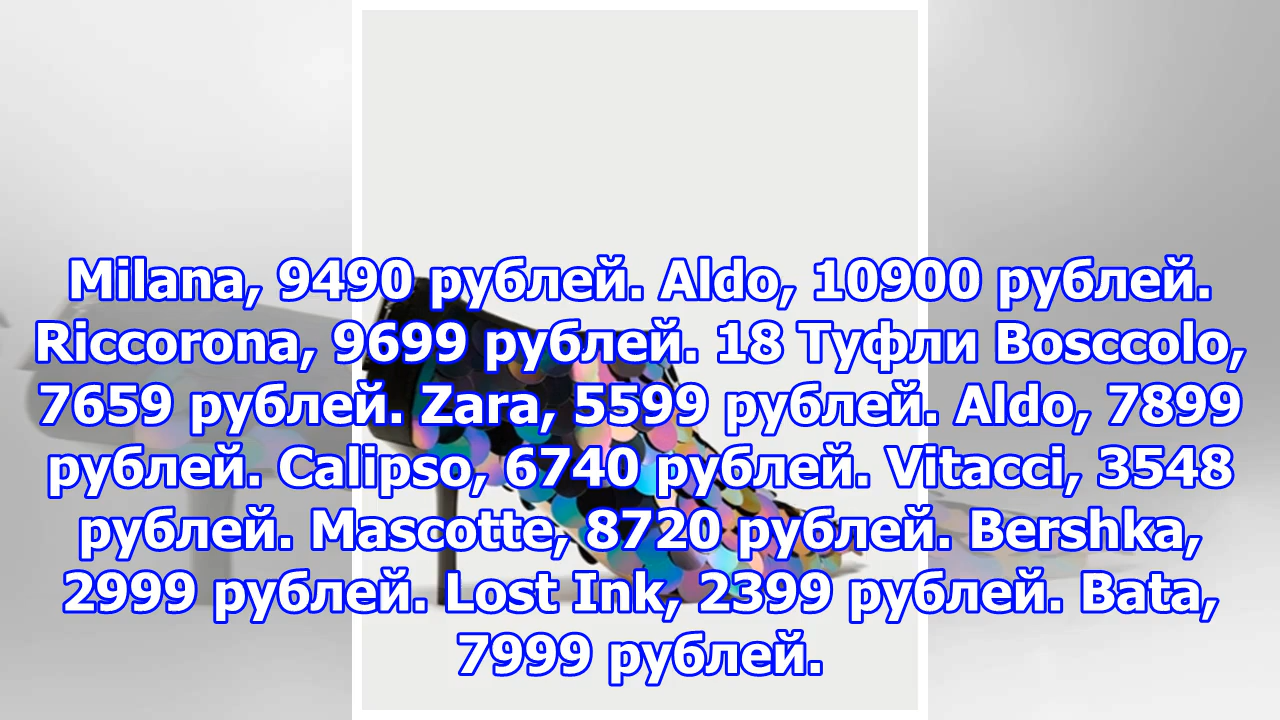 Milana, 9490 рублей. Aldo, 10900 рублей.
Riccorona, 9699 рублей. 18 Туфли Bosccolo,
7659 рублей. Zara, 5599 рублей. Aldo, 7899
рублей. Calipso, 6740 рублей. Vitacci, 3548
рублей. Mascotte, 8720 рублей. Bershka,
2999 рублей. Lost Ink, 2399 рублей. Bata,
7999 рублей.